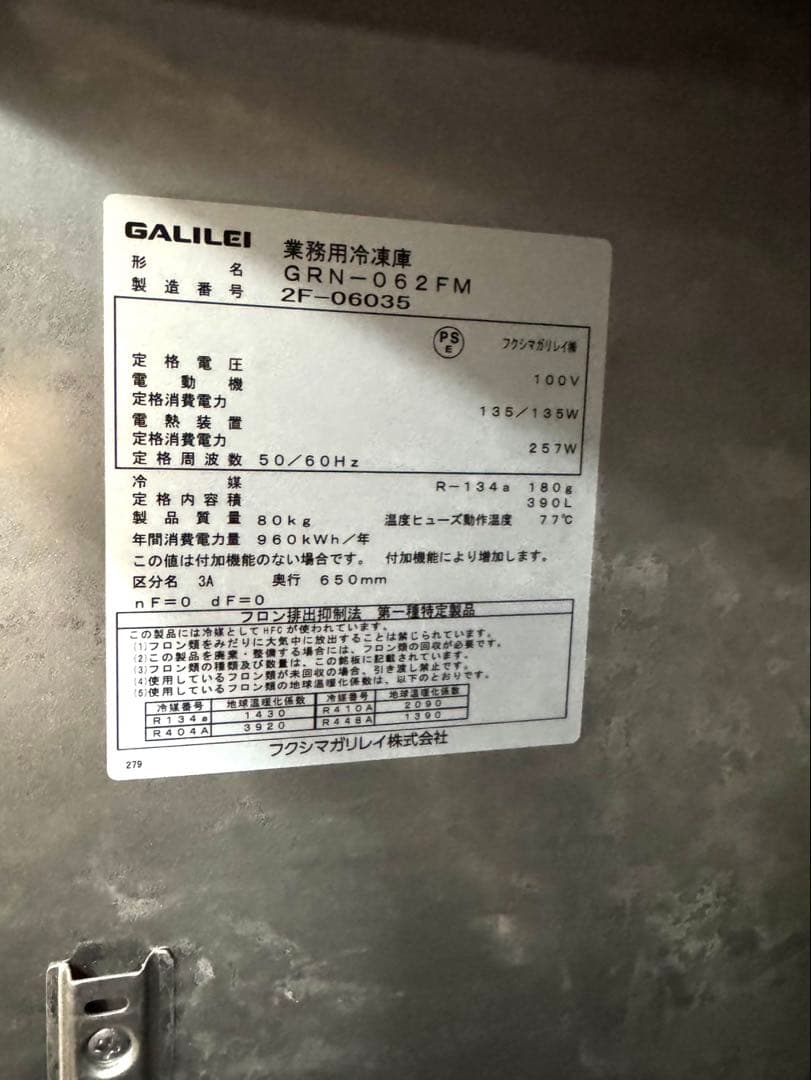 GALILEI 業務用冷凍庫
形名 GRN-062FM
製造番号 2F-06035
PS E フクシマガリレイ㈱
定格電圧 100V
電動機
定格消費電力 135/135W
電熱装置
定格消費電力 257W
定格周波数 50/60Hz
冷媒 R-134a 180g
定格内容積 390L
製品質量 80kg 温度ヒューズ動作温度 77℃
年間消費電力量 960kWh/年
この値は付加機能のない場合です。 付加機能により増加します。
区分名 3A 奥行 650mm
nF=0 dF=0
フロン排出抑制法 第一種特定製品
この製品には冷媒としてHFCが使われています。
(1)フロン類をみだりに大気中に放出することは禁じられています。
(2)この製品を廃棄・整備する場合には、フロン類の回収が必要です。
(3)フロン類の種類及び数量は、この銘板に記載されています。
(4)使用しているフロン類が未回収の場合、引き渡し禁止です。
(5)使用しているフロン類の地球温暖化係数は、以下のとおりです。
冷媒番号 地球温暖化係数 冷媒番号 地球温暖化係数
R134a 1430 R410A 2090
R404A 3920 R448A 1390
フクシマガリレイ株式会社
279